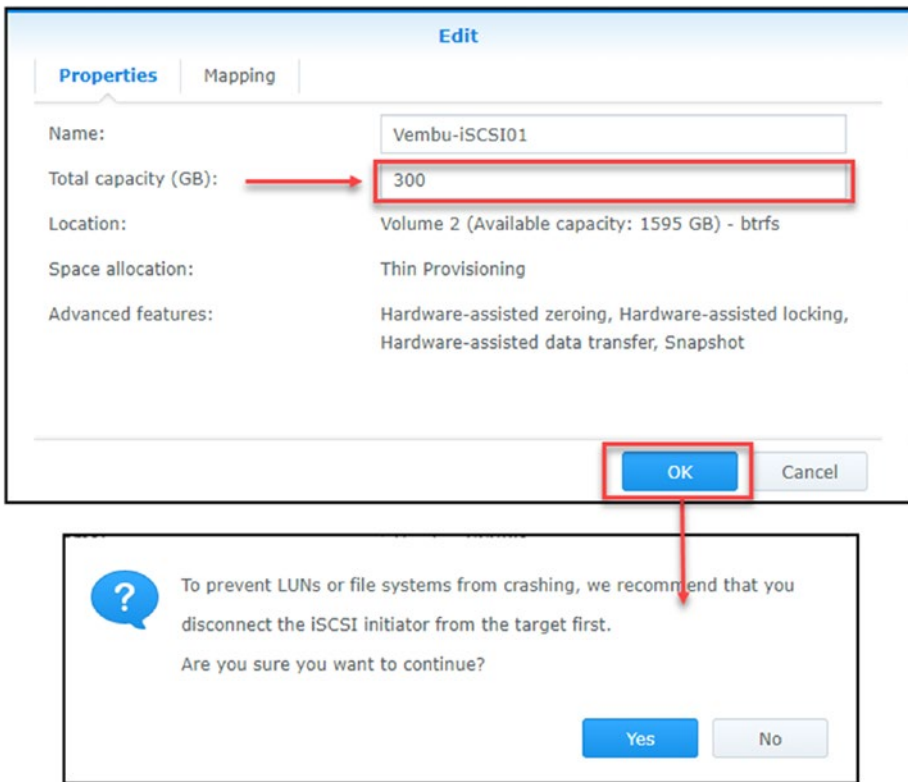 Edit
Properties Mapping
Name: Vembu-iSCSI01
Total capacity (GB): 300
Location: Volume 2 (Available capacity: 1595 GB) - btrfs
Space allocation: Thin Provisioning
Advanced features: Hardware-assisted zeroing, Hardware-assisted locking,
Hardware-assisted data transfer, Snapshot
OK Cancel
To prevent LUNs or file systems from crashing, we recommend that you
disconnect the iSCSI initiator from the target first.
Are you sure you want to continue?
Yes No